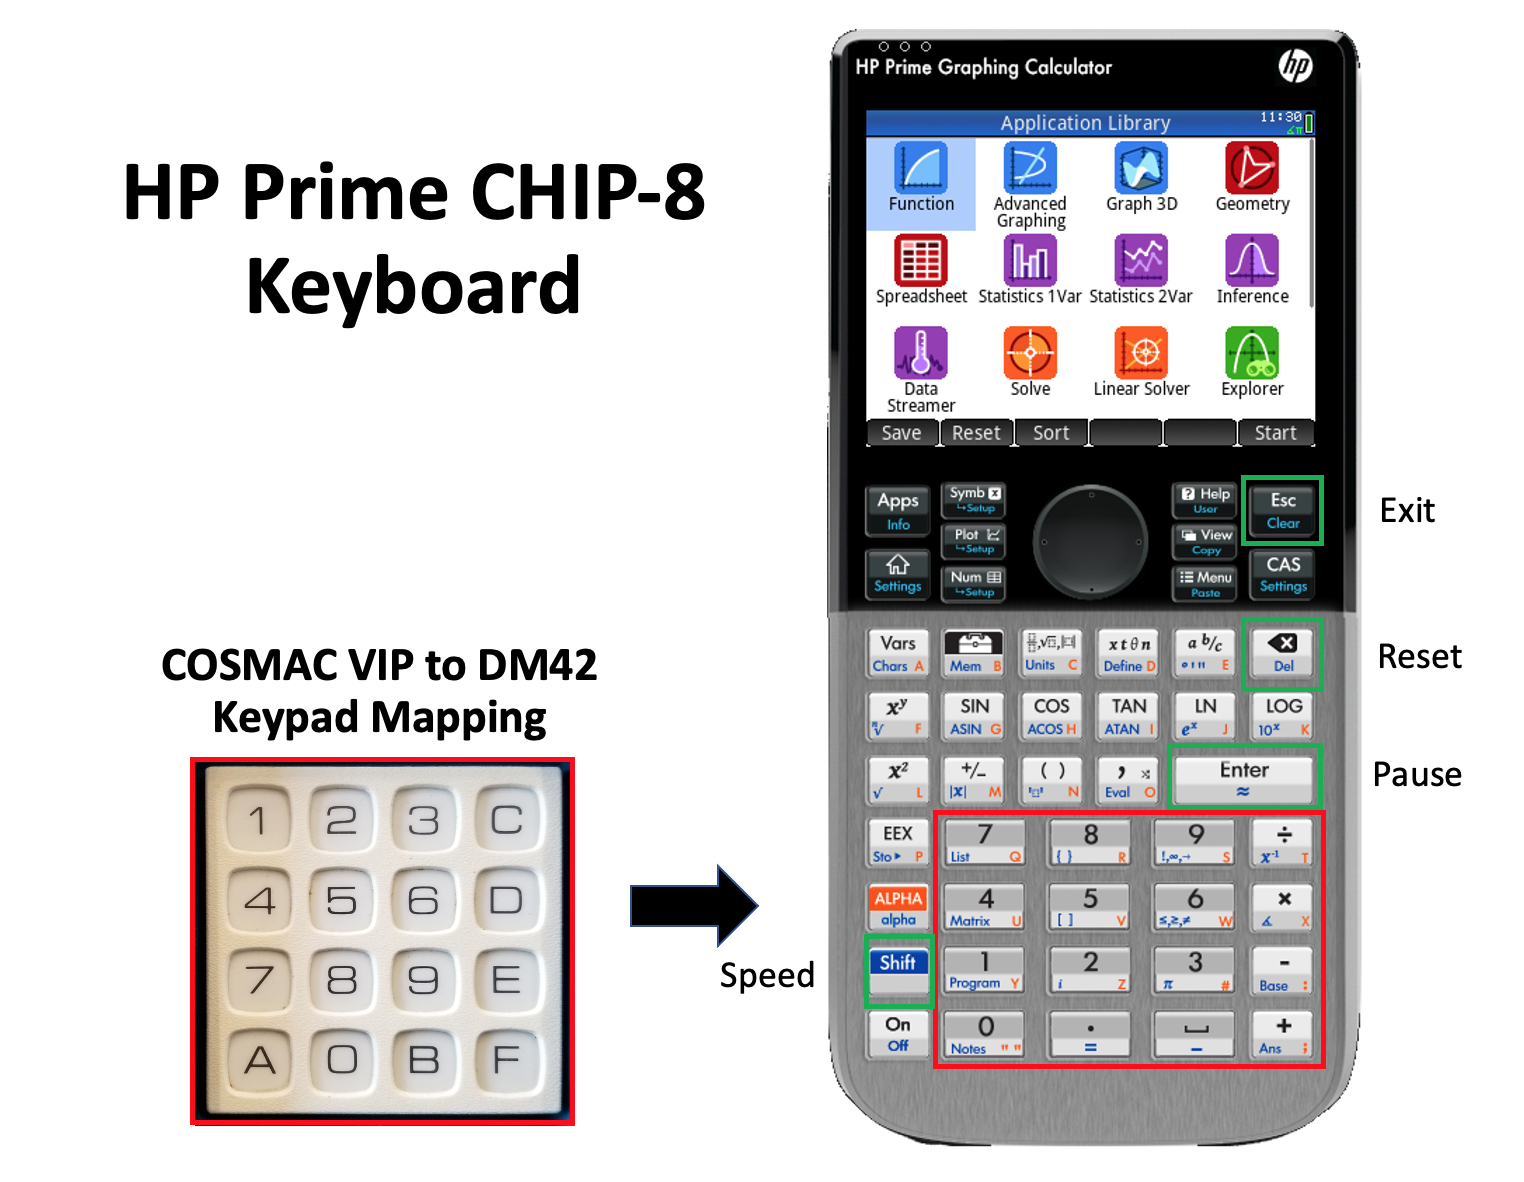 HP Prime CHIP-8
Keyboard
COSMAC VIP to DM42
Keypad Mapping
1 2 3 C
4 5 6 D
7 8 9 E
A 0 B F
HP Prime Graphing Calculator
hp
Application Library 11:30 ∡π
Function Advanced Graphing Graph 3D Geometry
Spreadsheet Statistics 1Var Statistics 2Var Inference
Data Streamer Solve Linear Solver Explorer
Save Reset Sort Start
Apps Symb Help Esc
Info Setup User Clear
Exit
Plot View
Setup Copy
CAS
Settings Num Menu Settings
Setup Paste
Vars x t θ n a b/c
Chars A Mem B Units C Define D E Del
Reset
xʸ SIN COS TAN LN LOG
ⁿ√ F ASIN G ACOS H ATAN I eˣ J 10ˣ K
x² +/- ( ) , Enter
√ L |x| M N Eval O ≈
Pause
EEX 7 8 9 ÷
Sto ▸ P List Q { } R !,∞,→ S x⁻¹ T
ALPHA 4 5 6 ×
alpha Matrix U [ ] V ≤,≥,≠ W ∡ X
Speed
Shift 1 2 3 -
Program Y i Z π # Base :
On 0 . ⎵ +
Off Notes " " = _ Ans ;